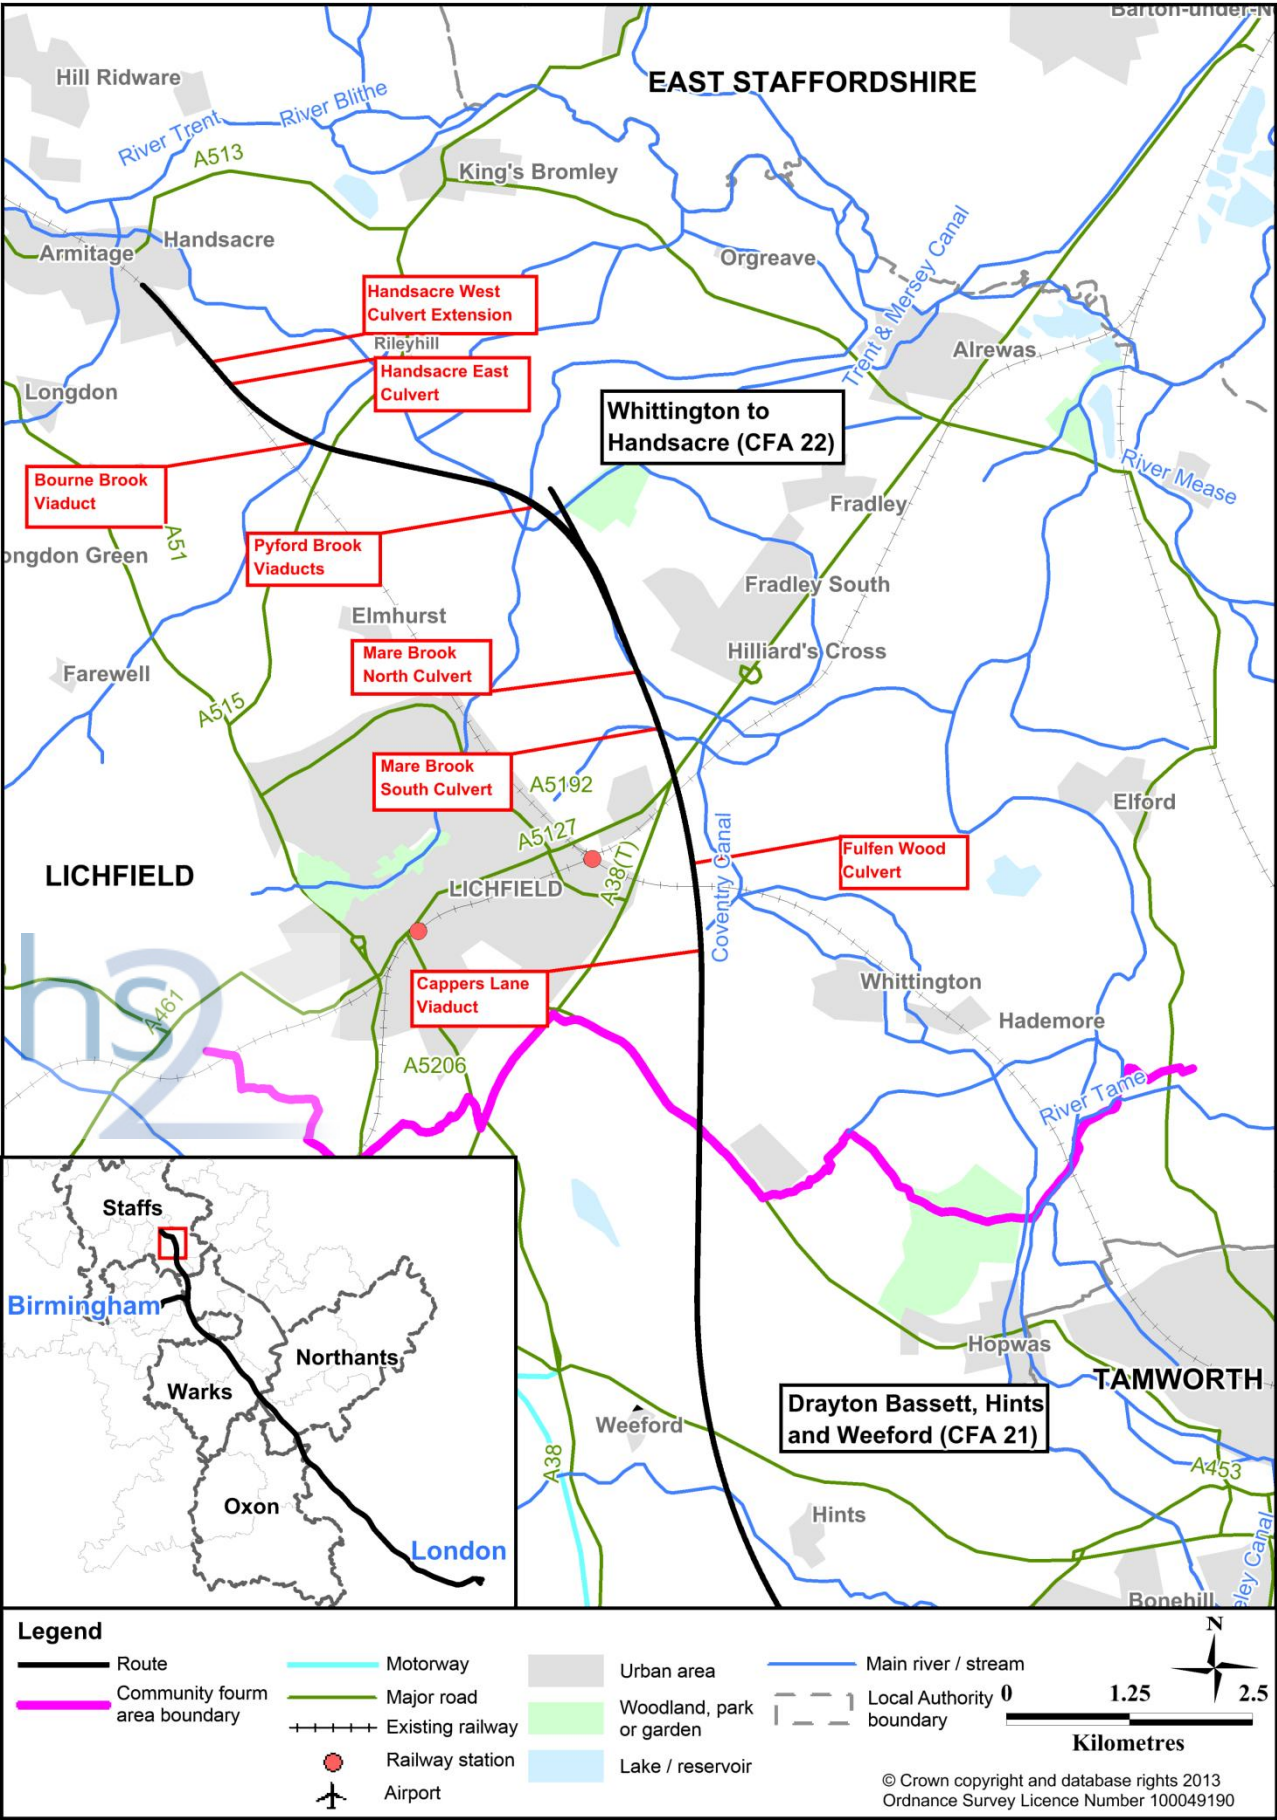 Barton-under-N
EAST STAFFORDSHIRE
Hill Ridware
River Blithe
River Trent
A513
King's Bromley
Trent & Mersey Canal
Handsacre
Armitage
Orgreave
Handsacre West
Culvert Extension
Rileyhill
Alrewas
Handsacre East
Culvert
Longdon
Whittington to
Handsacre (CFA 22)
River Mease
Bourne Brook
Viaduct
Fradley
A51
Pyford Brook
Viaducts
ongdon Green
Fradley South
Elmhurst
Mare Brook
North Culvert
Hilliard's Cross
Farewell
A515
Mare Brook
South Culvert
A5192
Elford
A5127
Fulfen Wood
Culvert
Coventry Canal
A38(T)
LICHFIELD
LICHFIELD
hs2
Whittington
Cappers Lane
Viaduct
A461
Hademore
A5206
River Tame
Staffs
Birmingham
Northants
Warks
Oxon
London
Hopwas
TAMWORTH
Drayton Bassett, Hints
and Weeford (CFA 21)
Weeford
A38
A453
Hints
eley Canal
Bonehill
Legend
Route
Community fourm
area boundary
Motorway
Major road
Existing railway
Railway station
Airport
Urban area
Woodland, park
or garden
Lake / reservoir
Main river / stream
Local Authority
boundary
N
0 1.25 2.5
Kilometres
© Crown copyright and database rights 2013
Ordnance Survey Licence Number 100049190